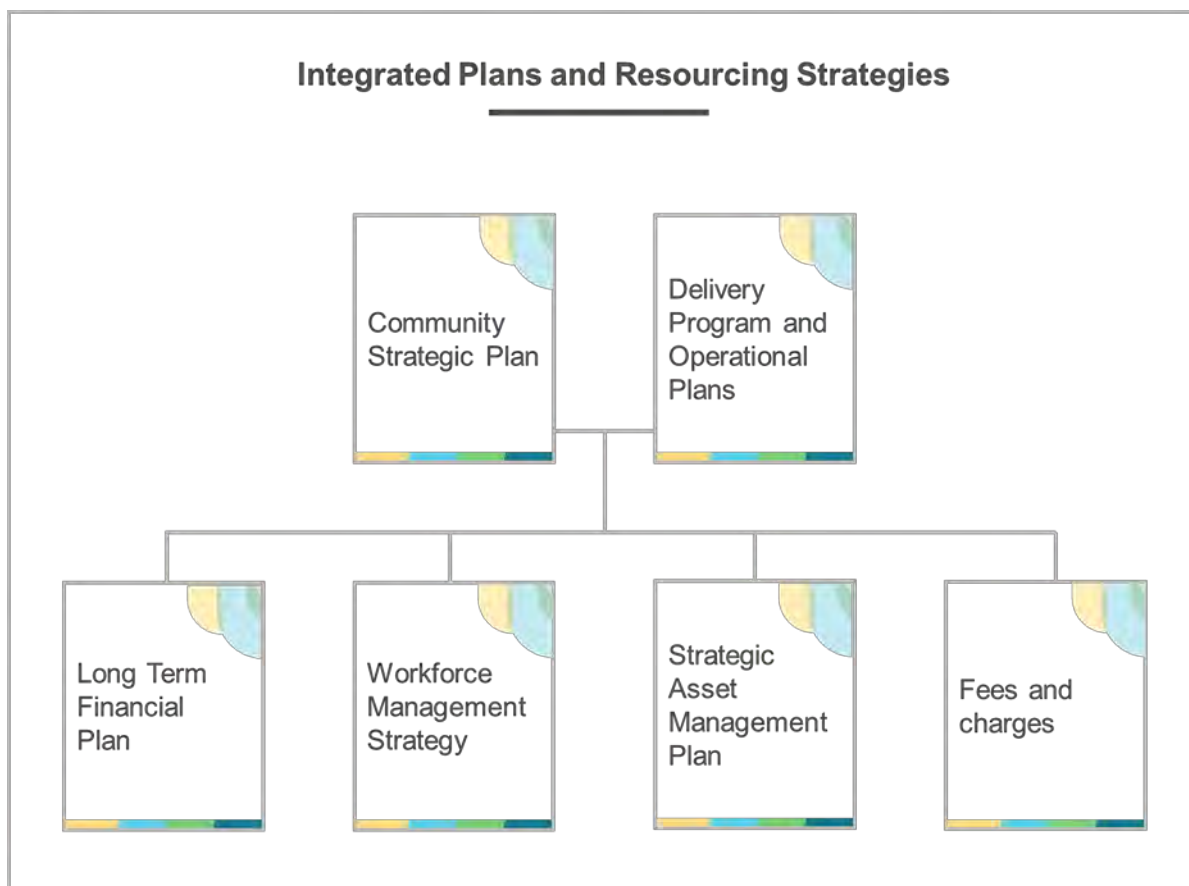 Integrated Plans and Resourcing Strategies
Community
Strategic Plan
Delivery
Program and
Operational
Plans
Long Term
Financial
Plan
Workforce
Management
Strategy
Strategic
Asset
Management
Plan
Fees and
charges